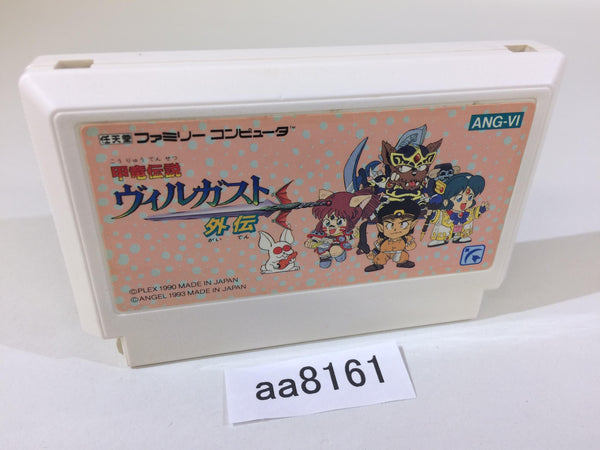 任天堂 ファミリー コンピュータ™
ANG-VI
こうりゅうでんせつ
甲竜伝説
ヴィルガスト
外伝
がいでん
©PLEX 1990 MADE IN JAPAN
©ANGEL 1993 MADE IN JAPAN
aa8161